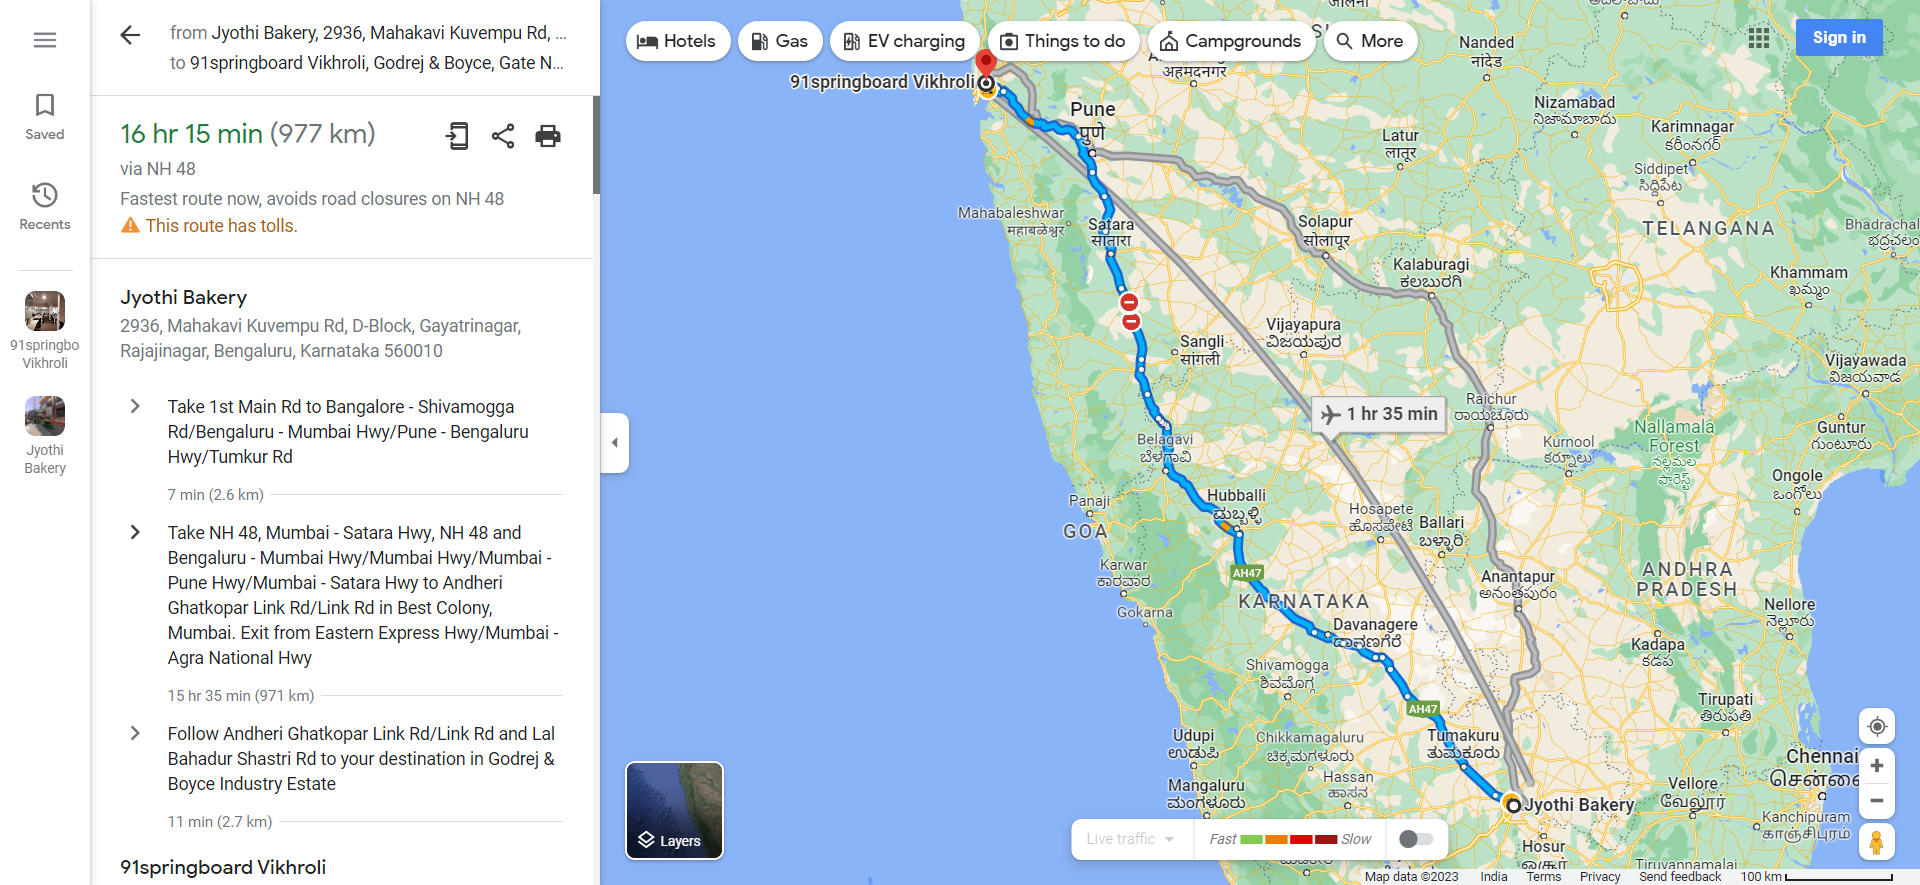 from Jyothi Bakery, 2936, Mahakavi Kuvempu Rd, ...
to 91springboard Vikhroli, Godrej & Boyce, Gate N...
Saved
Recents
91springbo
Vikhroli
Jyothi
Bakery
16 hr 15 min (977 km)
via NH 48
Fastest route now, avoids road closures on NH 48
This route has tolls.
Jyothi Bakery
2936, Mahakavi Kuvempu Rd, D-Block, Gayatrinagar,
Rajajinagar, Bengaluru, Karnataka 560010
Take 1st Main Rd to Bangalore - Shivamogga
Rd/Bengaluru - Mumbai Hwy/Pune - Bengaluru
Hwy/Tumkur Rd
7 min (2.6 km)
Take NH 48, Mumbai - Satara Hwy, NH 48 and
Bengaluru - Mumbai Hwy/Mumbai Hwy/Mumbai -
Pune Hwy/Mumbai - Satara Hwy to Andheri
Ghatkopar Link Rd/Link Rd in Best Colony,
Mumbai. Exit from Eastern Express Hwy/Mumbai -
Agra National Hwy
15 hr 35 min (971 km)
Follow Andheri Ghatkopar Link Rd/Link Rd and Lal
Bahadur Shastri Rd to your destination in Godrej &
Boyce Industry Estate
11 min (2.7 km)
91springboard Vikhroli
Hotels
Gas
EV charging
Things to do
Campgrounds
More
Sign in
91springboard Vikhroli
अहमदनगर
Nanded
नांदेड
Pune
पुणे
Nizamabad
నిజామాబాదు
Karimnagar
కరీంనగర్
Latur
लातूर
Siddipet
సిద్దిపేట
Mahabaleshwar
महाबळेश्वर
Satara
सातारा
Solapur
सोलापूर
TELANGANA
Bhadrachal
భద్రాచలం
Kalaburagi
ಕಲಬುರಗಿ
Khammam
ఖమ్మం
Sangli
सांगली
Vijayapura
ವಿಜಯಪುರ
Vijayawada
విజయవాడ
1 hr 35 min
Raichur
ರಾಯಚೂರು
Nallamala
Forest
నల్లమల
ఫారెస్ట్
Guntur
గుంటూరు
Kurnool
కర్నూలు
Belagavi
ಬೆಳಗಾವಿ
Ongole
ఒంగోలు
Panaji
GOA
Hubballi
ಹುಬ್ಬಳ್ಳಿ
Hosapete
ಹೊಸಪೇಟೆ
Ballari
ಬಳ್ಳಾರಿ
Karwar
ಕಾರವಾರ
AH47
Anantapur
అనంతపురం
ANDHRA
PRADESH
Gokarna
KARNATAKA
Nellore
నెల్లూరు
Davanagere
ದಾವಣಗೆರೆ
Kadapa
కడప
Shivamogga
ಶಿವಮೊಗ್ಗ
Tirupati
తిరుపతి
AH47
Udupi
ಉಡುಪಿ
Chikkamagaluru
ಚಿಕ್ಕಮಗಳೂರು
Tumakuru
ತುಮಕೂರು
Chennai
சென்னை
Mangaluru
ಮಂಗಳೂರು
Hassan
ಹಾಸನ
Vellore
வேலூர்
Jyothi Bakery
Kanchipuram
காஞ்சிபுரம்
Layers
Live traffic
Fast
Slow
Hosur
Tiruvannamalai
Map data ©2023
India
Terms
Privacy
Send feedback
100 km